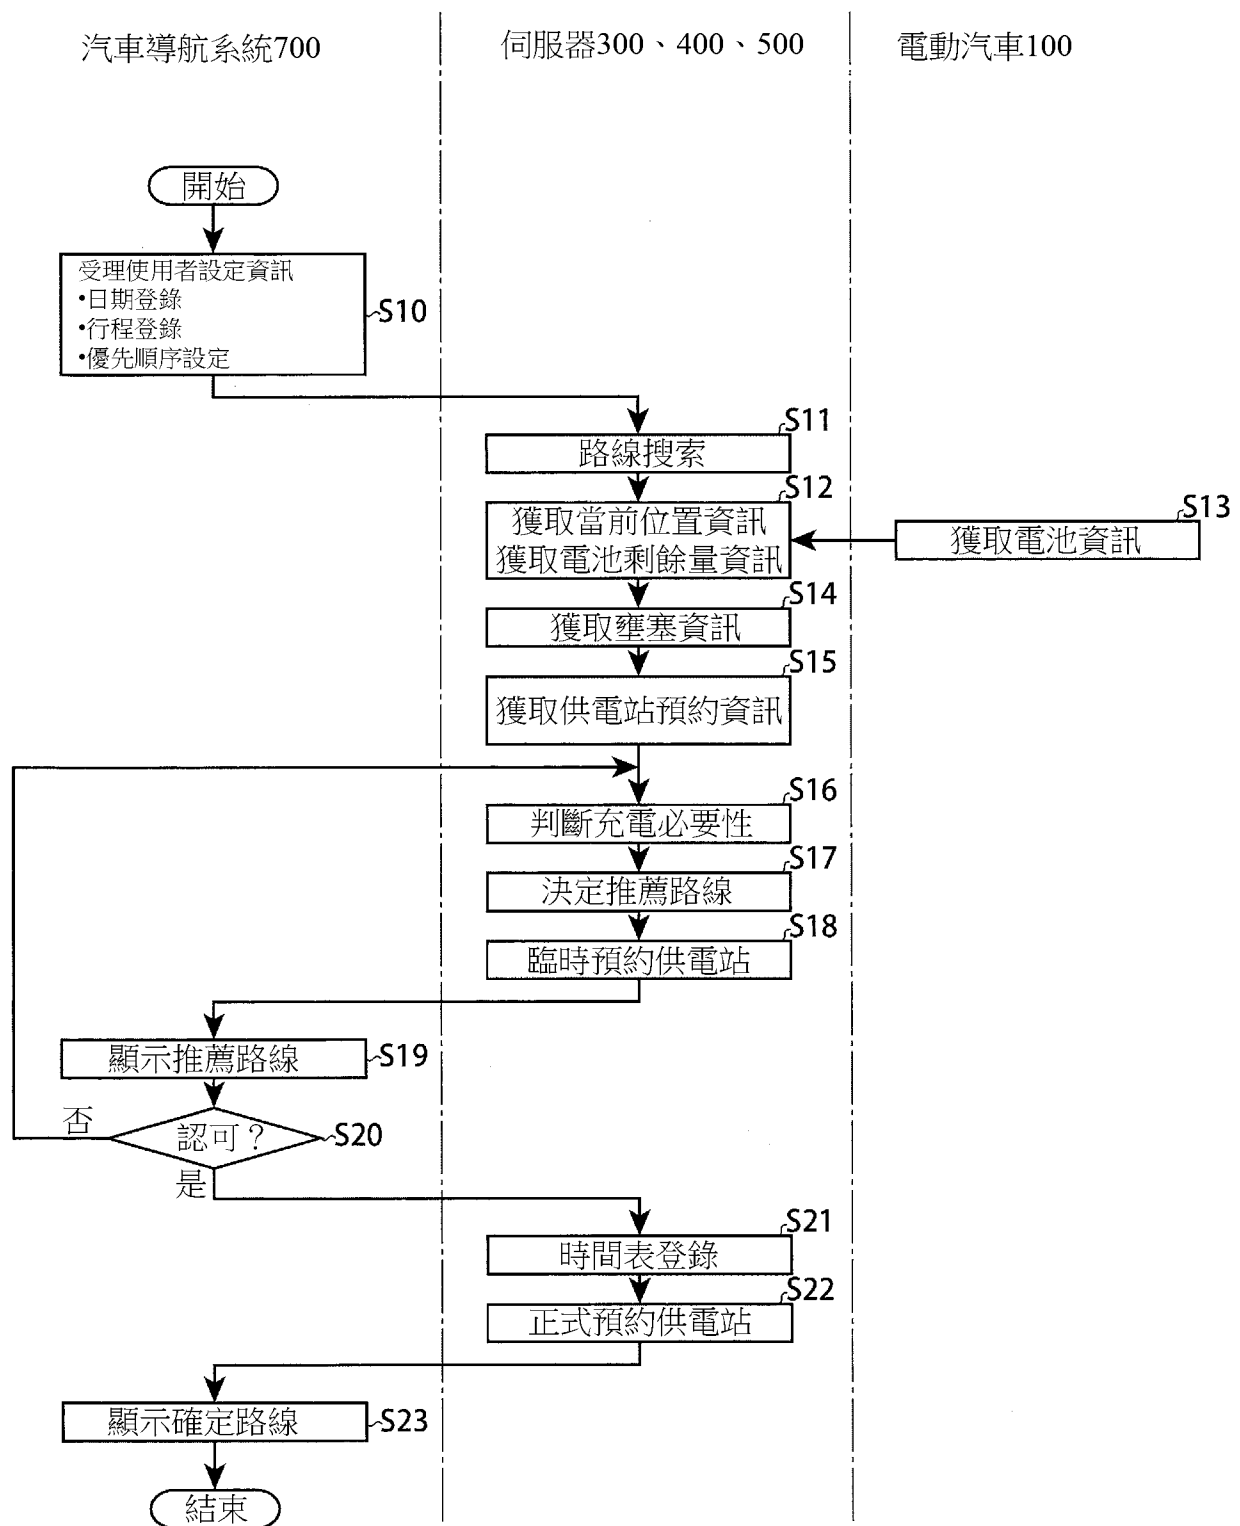 汽車導航系統700
伺服器300、400、500
電動汽車100
開始
受理使用者設定資訊
•日期登錄
•行程登錄
•優先順序設定
S10
S11
路線搜索
S12
獲取當前位置資訊
獲取電池剩餘量資訊
S13
獲取電池資訊
S14
獲取壅塞資訊
S15
獲取供電站預約資訊
S16
判斷充電必要性
S17
決定推薦路線
S18
臨時預約供電站
顯示推薦路線
S19
否
認可？
S20
是
S21
時間表登錄
S22
正式預約供電站
顯示確定路線
S23
結束